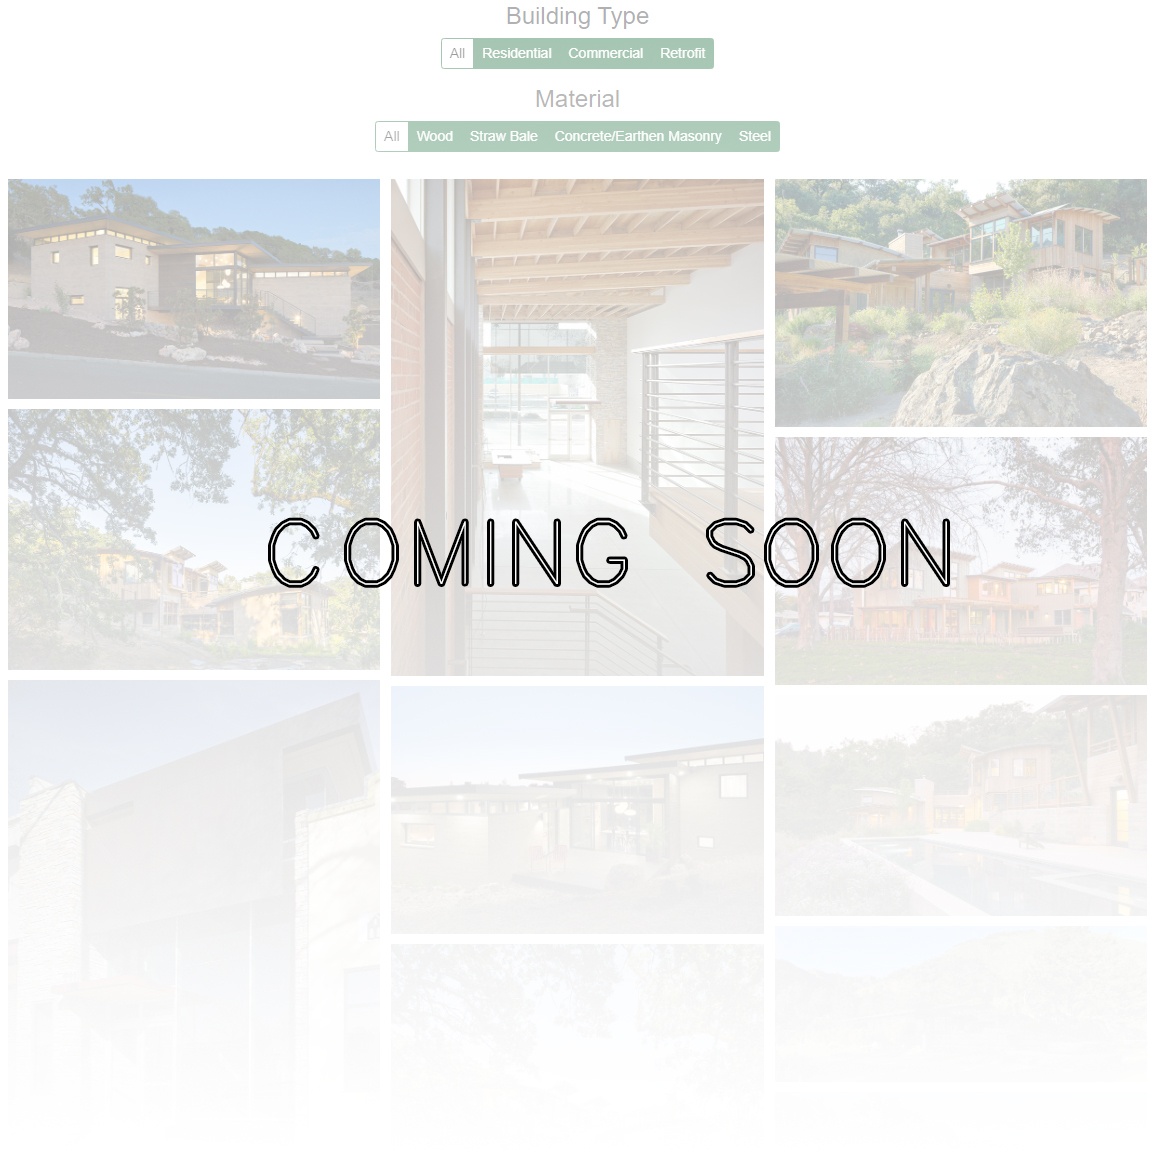 Building Type
All Residential Commercial Retrofit
Material
All Wood Straw Bale Concrete/Earthen Masonry Steel
COMING SOON